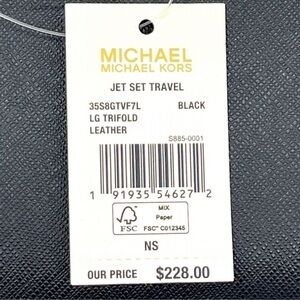 MICHAEL
MICHAEL KORS
JET SET TRAVEL
35S8GTVF7L BLACK
LG TRIFOLD
LEATHER
S885-0001
1 91935 54627 2
FSC
MIX
Paper
FSC® C012345
NS
OUR PRICE $228.00